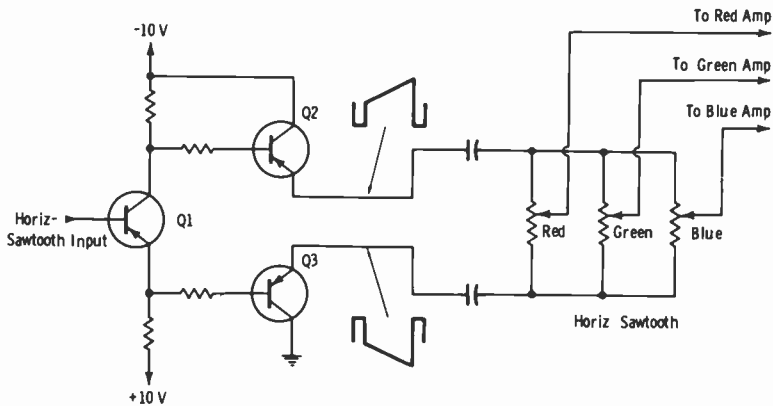 To Red Amp
-10 V
To Green Amp
Q2
To Blue Amp
Horiz-
Sawtooth Input
Q1
Red
Green
Blue
Q3
Horiz Sawtooth
+10 V